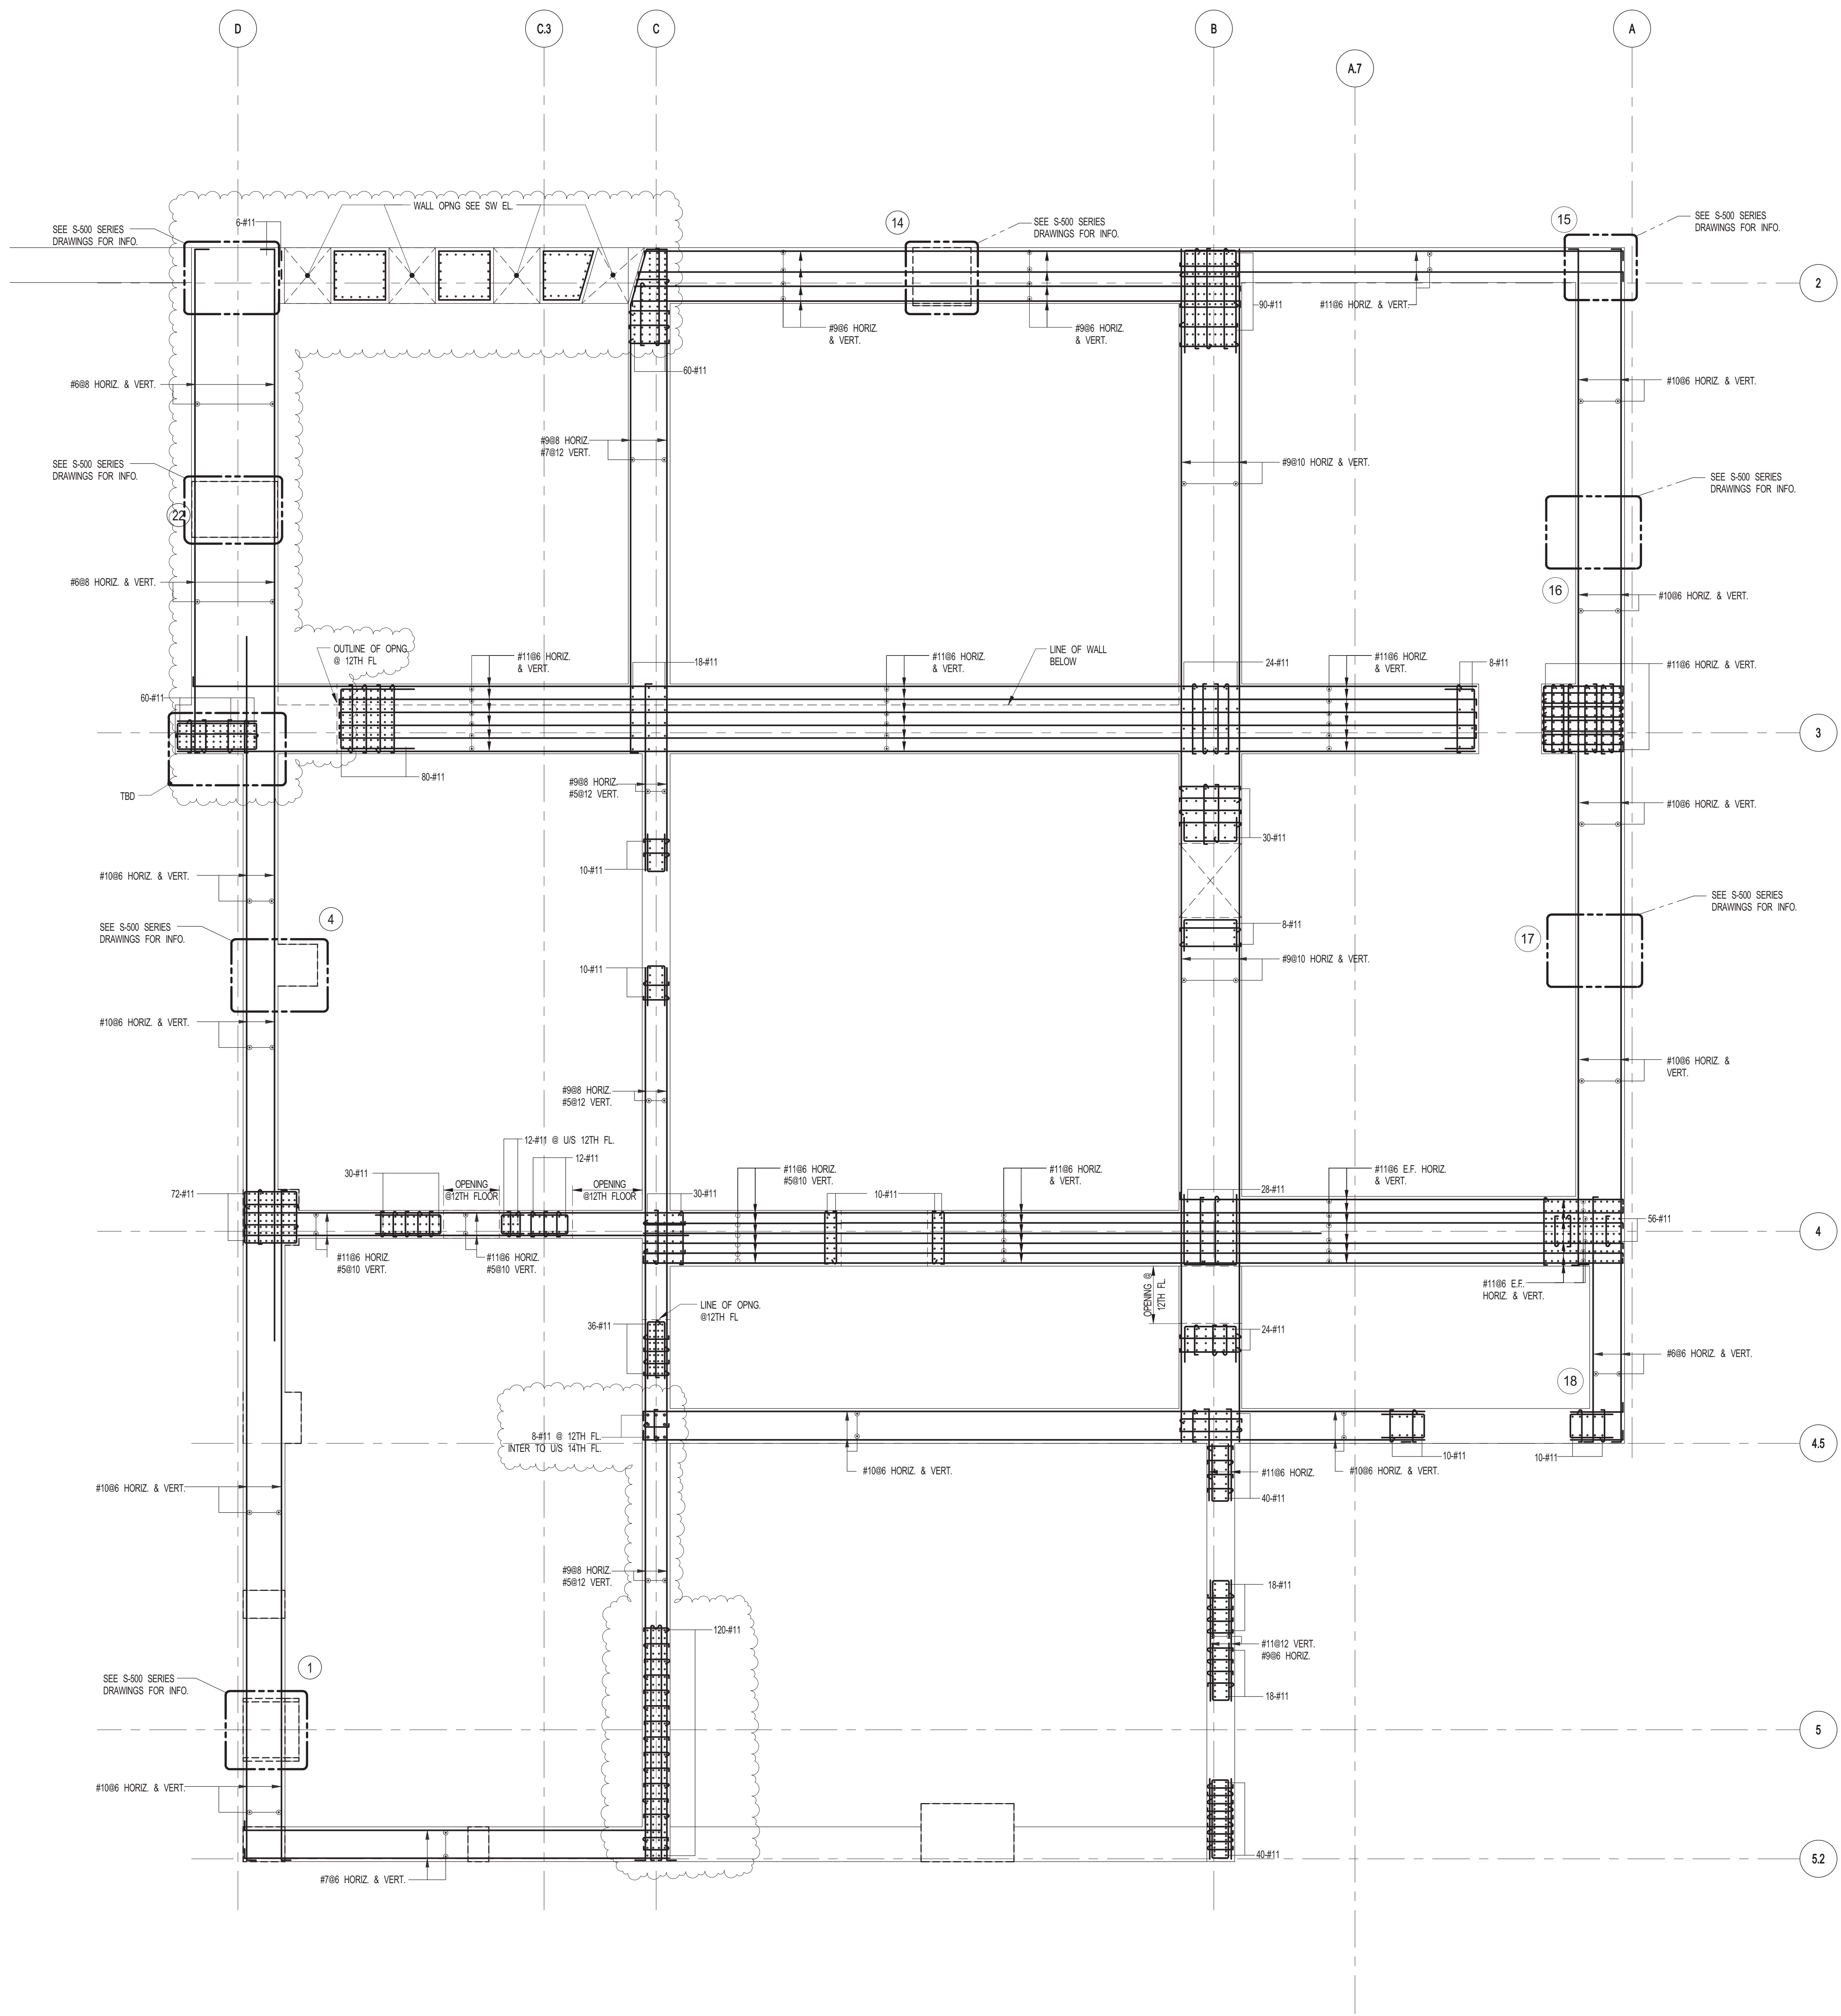 D
C.3
C
B
A.7
A
WALL OPNG SEE SW EL.
6-#11
SEE S-500 SERIES
DRAWINGS FOR INFO.
14
SEE S-500 SERIES
DRAWINGS FOR INFO.
15
SEE S-500 SERIES
DRAWINGS FOR INFO.
2
90-#11
#11@6 HORIZ. & VERT.
#9@6 HORIZ.
& VERT.
#9@6 HORIZ.
& VERT.
60-#11
#6@8 HORIZ. & VERT.
#10@6 HORIZ. & VERT.
#9@8 HORIZ.
#7@12 VERT.
#9@10 HORIZ & VERT.
SEE S-500 SERIES
DRAWINGS FOR INFO.
SEE S-500 SERIES
DRAWINGS FOR INFO.
22
#6@8 HORIZ. & VERT.
16
#10@6 HORIZ. & VERT.
OUTLINE OF OPNG.
@ 12TH FL
#11@6 HORIZ.
& VERT.
18-#11
#11@6 HORIZ.
& VERT.
LINE OF WALL
BELOW
24-#11
#11@6 HORIZ.
& VERT.
8-#11
#11@6 HORIZ. & VERT.
60-#11
3
80-#11
TBD
#9@8 HORIZ.
#5@12 VERT.
#10@6 HORIZ. & VERT.
30-#11
10-#11
#10@6 HORIZ. & VERT.
SEE S-500 SERIES
DRAWINGS FOR INFO.
4
SEE S-500 SERIES
DRAWINGS FOR INFO.
8-#11
17
#9@10 HORIZ & VERT.
10-#11
#10@6 HORIZ. & VERT.
#10@6 HORIZ. &
VERT.
#9@8 HORIZ.
#5@12 VERT.
12-#11 @ U/S 12TH FL.
12-#11
30-#11
OPENING
@12TH FLOOR
OPENING
@12TH FLOOR
72-#11
30-#11
#11@6 HORIZ.
#5@10 VERT.
10-#11
#11@6 HORIZ.
& VERT.
28-#11
#11@6 E.F. HORIZ.
& VERT.
56-#11
4
#11@6 HORIZ.
#5@10 VERT.
#11@6 HORIZ.
#5@10 VERT.
OPENING @
12TH FL
#11@6 E.F.
HORIZ. & VERT.
LINE OF OPNG.
@12TH FL
36-#11
24-#11
#6@6 HORIZ. & VERT.
18
8-#11 @ 12TH FL.
INTER TO U/S 14TH FL.
4.5
10-#11
10-#11
#10@6 HORIZ. & VERT.
#11@6 HORIZ.
#10@6 HORIZ. & VERT.
40-#11
#10@6 HORIZ. & VERT.
#9@8 HORIZ.
#5@12 VERT.
18-#11
120-#11
#11@12 VERT.
#9@6 HORIZ.
18-#11
1
SEE S-500 SERIES
DRAWINGS FOR INFO.
5
#10@6 HORIZ. & VERT.
40-#11
5.2
#7@6 HORIZ. & VERT.